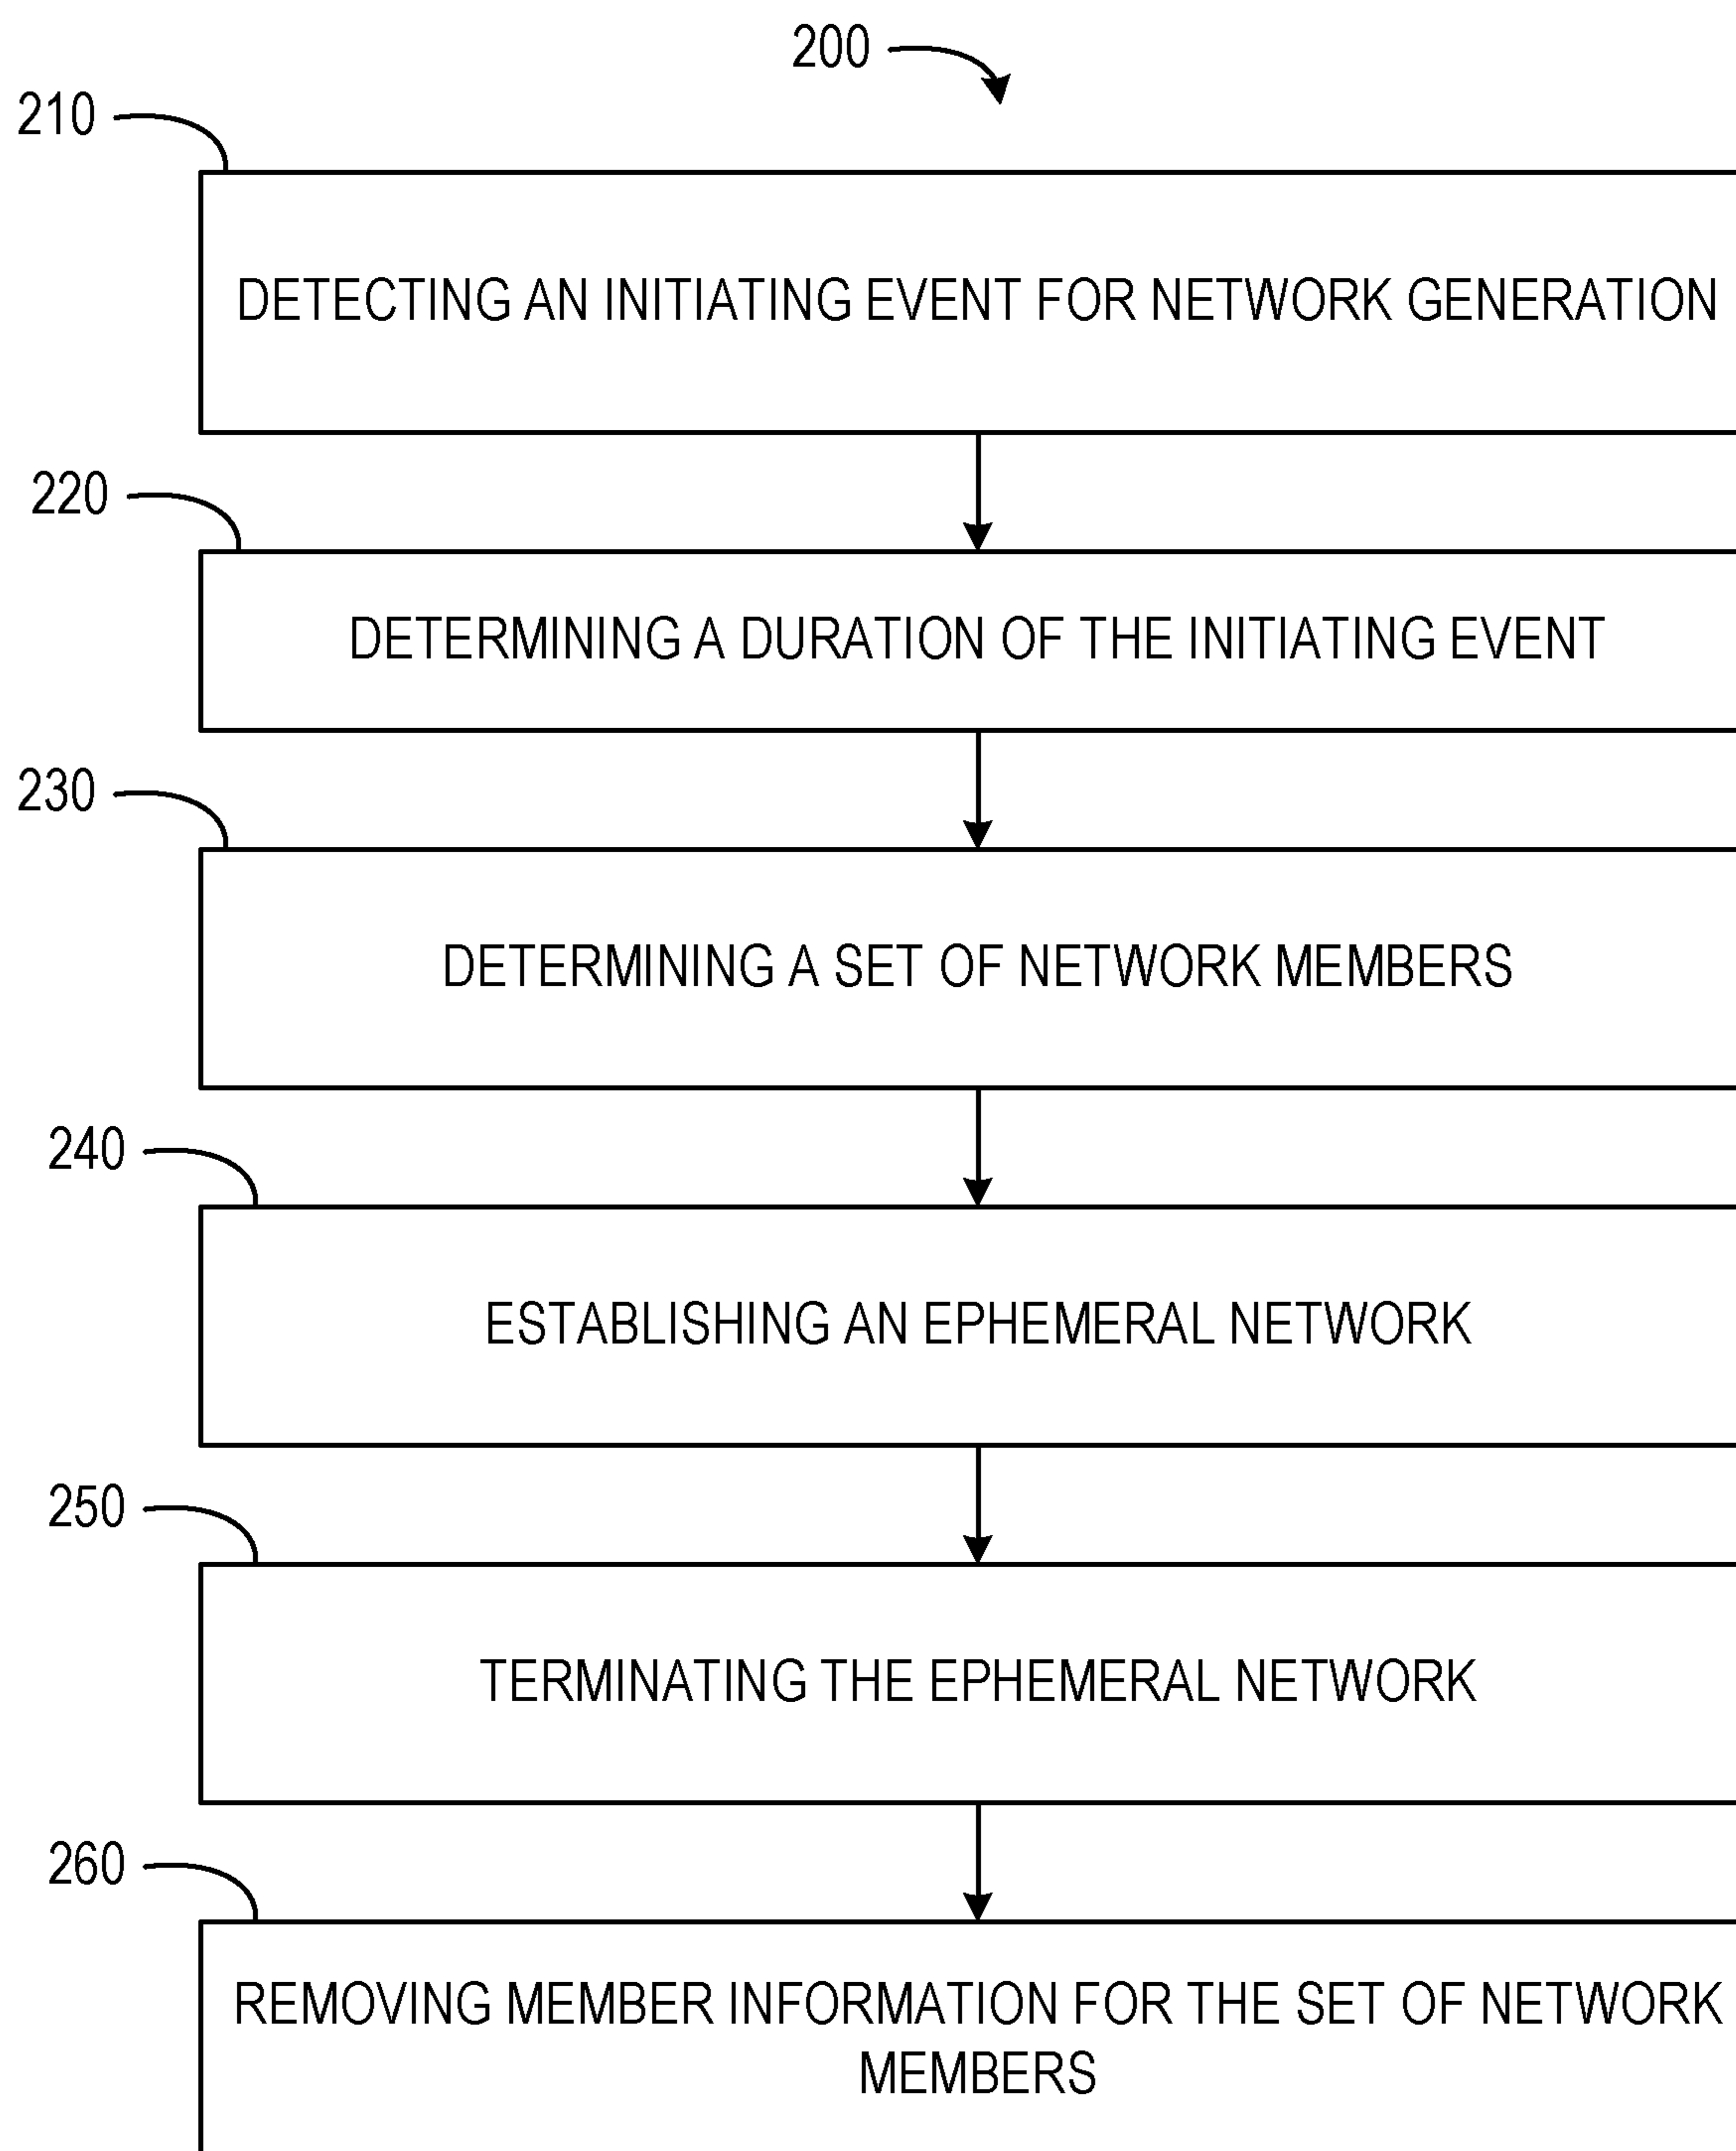 200
210
DETECTING AN INITIATING EVENT FOR NETWORK GENERATION
220
DETERMINING A DURATION OF THE INITIATING EVENT
230
DETERMINING A SET OF NETWORK MEMBERS
240
ESTABLISHING AN EPHEMERAL NETWORK
250
TERMINATING THE EPHEMERAL NETWORK
260
REMOVING MEMBER INFORMATION FOR THE SET OF NETWORK
MEMBERS